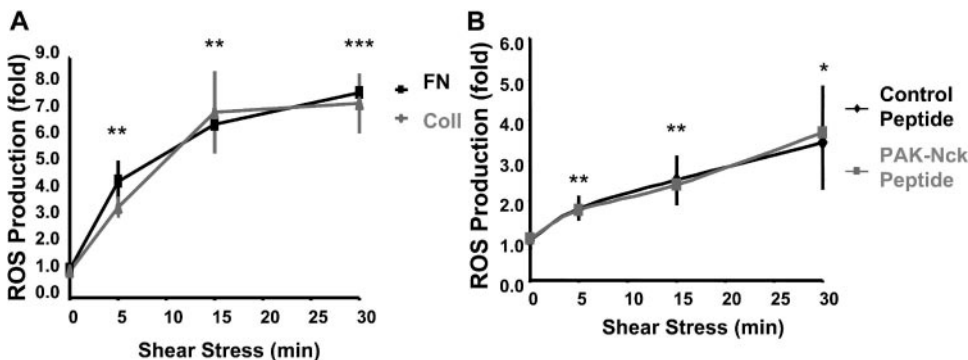 A
ROS Production (fold)
9.0
8.0
7.0
6.0
5.0
4.0
3.0
2.0
1.0
0.0
**
**
***
FN
Coll
0 5 10 15 20 25 30
Shear Stress (min)
B
ROS Production (fold)
6.0
5.0
4.0
3.0
2.0
1.0
0.0
**
**
*
Control
Peptide
PAK-Nck
Peptide
0 5 10 15 20 25 30
Shear Stress (min)